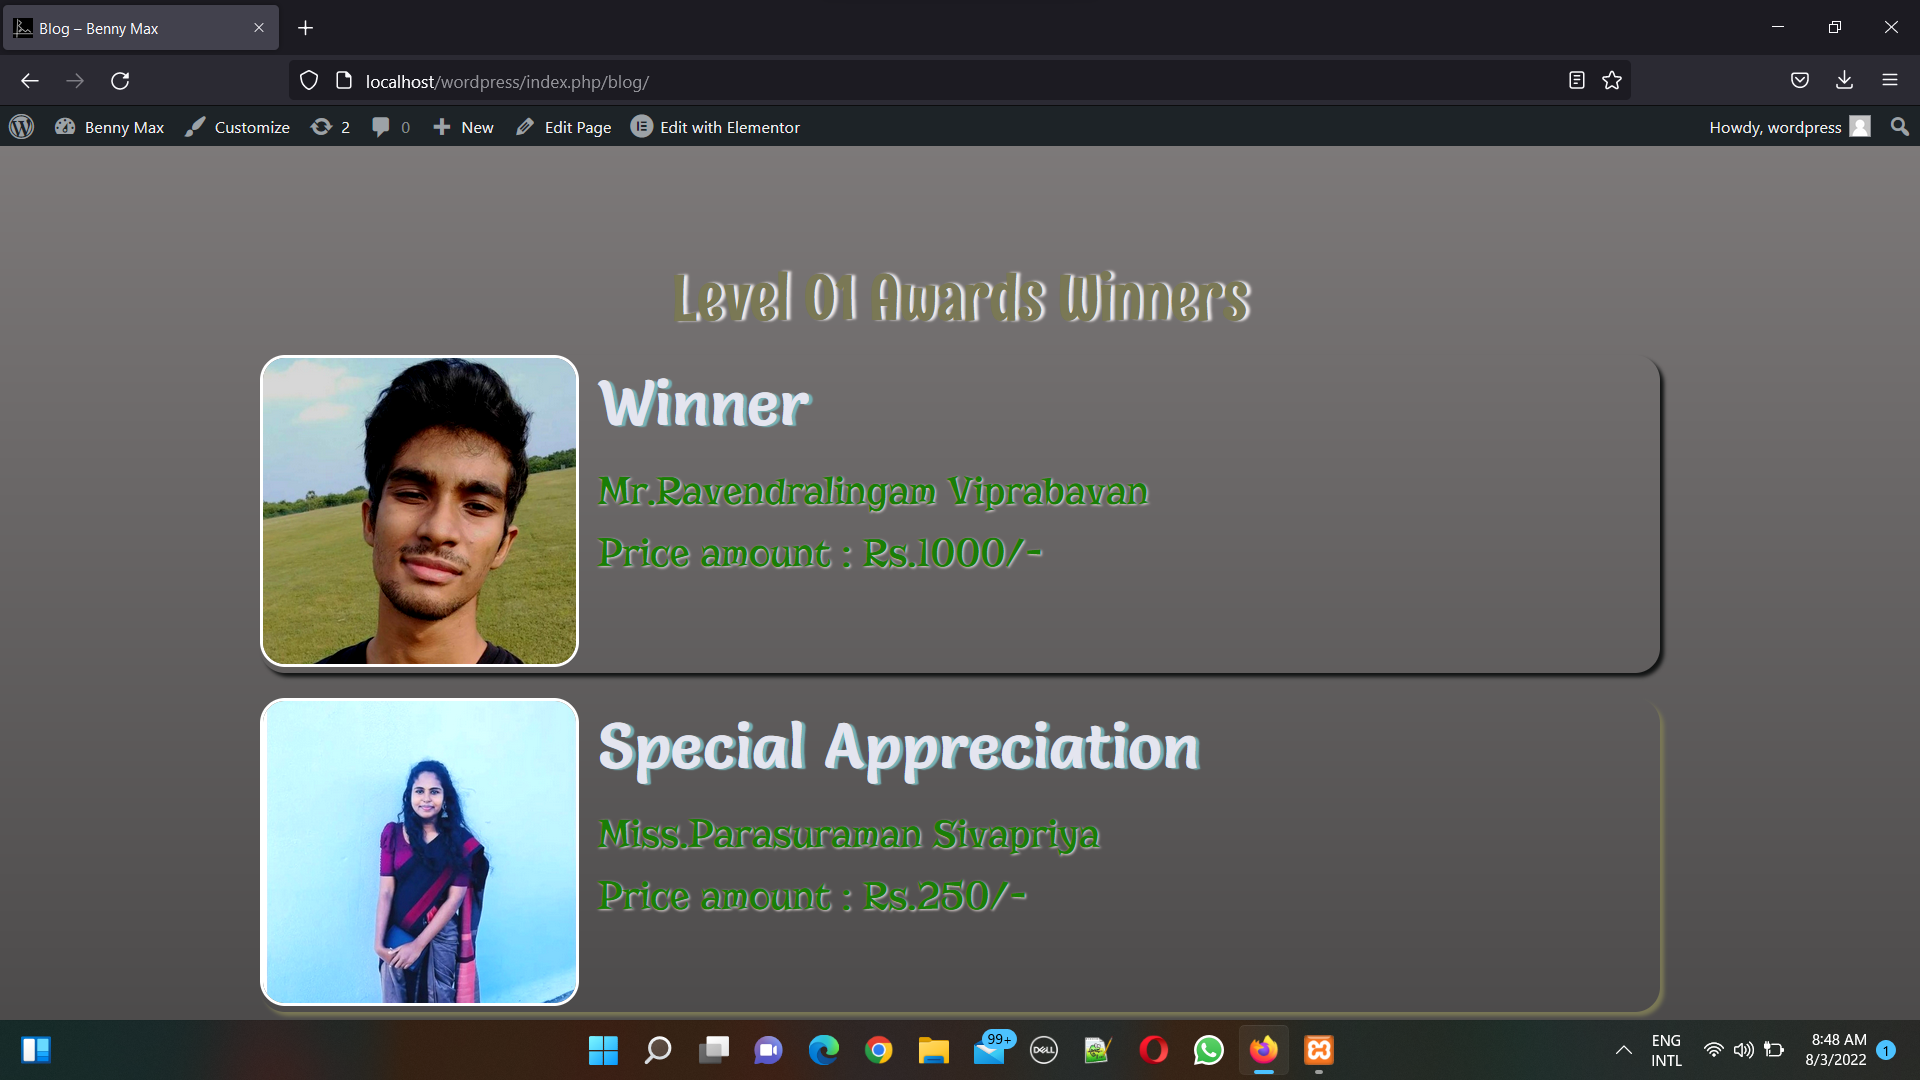 Blog – Benny Max
localhost/wordpress/index.php/blog/
Benny Max Customize 2 0 New Edit Page Edit with Elementor Howdy, wordpress
Level 01 Awards Winners
Winner
Mr.Ravendralingam Viprabavan
Price amount : Rs.1000/-
Special Appreciation
Miss.Parasuraman Sivapriya
Price amount : Rs.250/-
99+
DELL
ENG
INTL
8:48 AM
8/3/2022
1